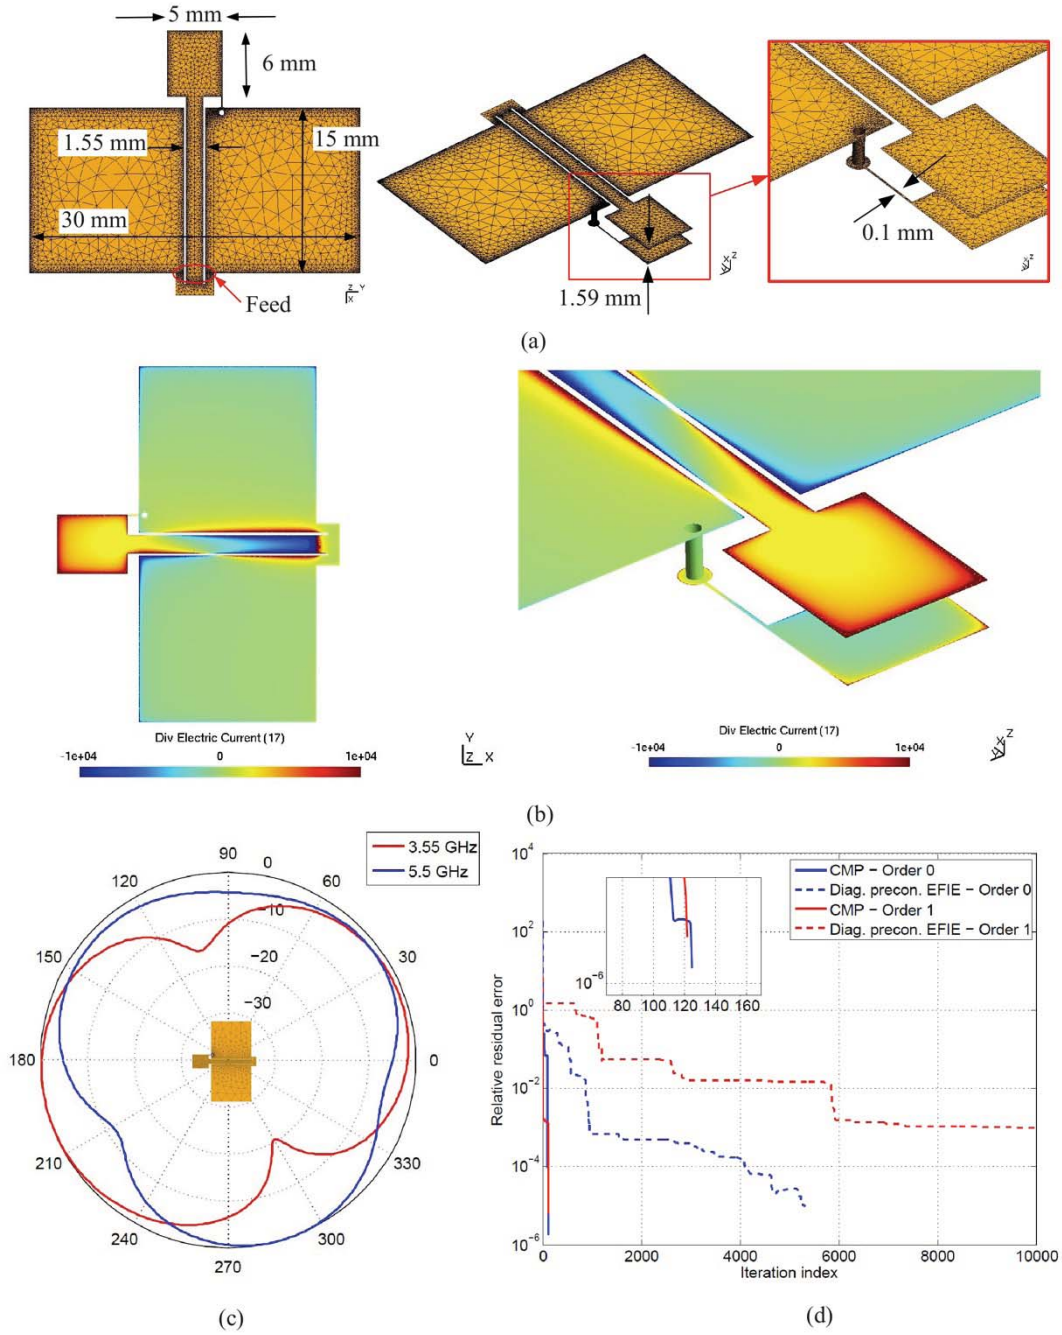 5 mm
6 mm
1.55 mm
15 mm
30 mm
Feed
Z Y
X
1.59 mm
X Z
Y
0.1 mm
X Z
Y
(a)
Div Electric Current (17)
-1e+04 0 1e+04
Y
Z X
Div Electric Current (17)
-1e+04 0 1e+04
X Z
Y
(b)
3.55 GHz
5.5 GHz
90
0
120
60
-10
150
-20
30
-30
180
0
210
330
240
300
270
(c)
10^4
10^2
10^0
10^-2
10^-4
10^-6
Relative residual error
CMP − Order 0
Diag. precon. EFIE − Order 0
CMP − Order 1
Diag. precon. EFIE − Order 1
10^-6
80 100 120 140 160
0 2000 4000 6000 8000 10000
Iteration index
(d)